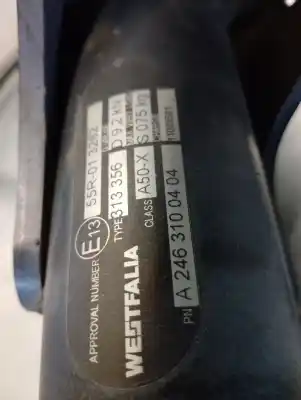 APPROVAL NUMBER E13 55R-01 3292
TYPE 313 356 D 9.2 kN
CLASS A50-X S 075 kg
WESTFALIA
PN A 246 310 04 04